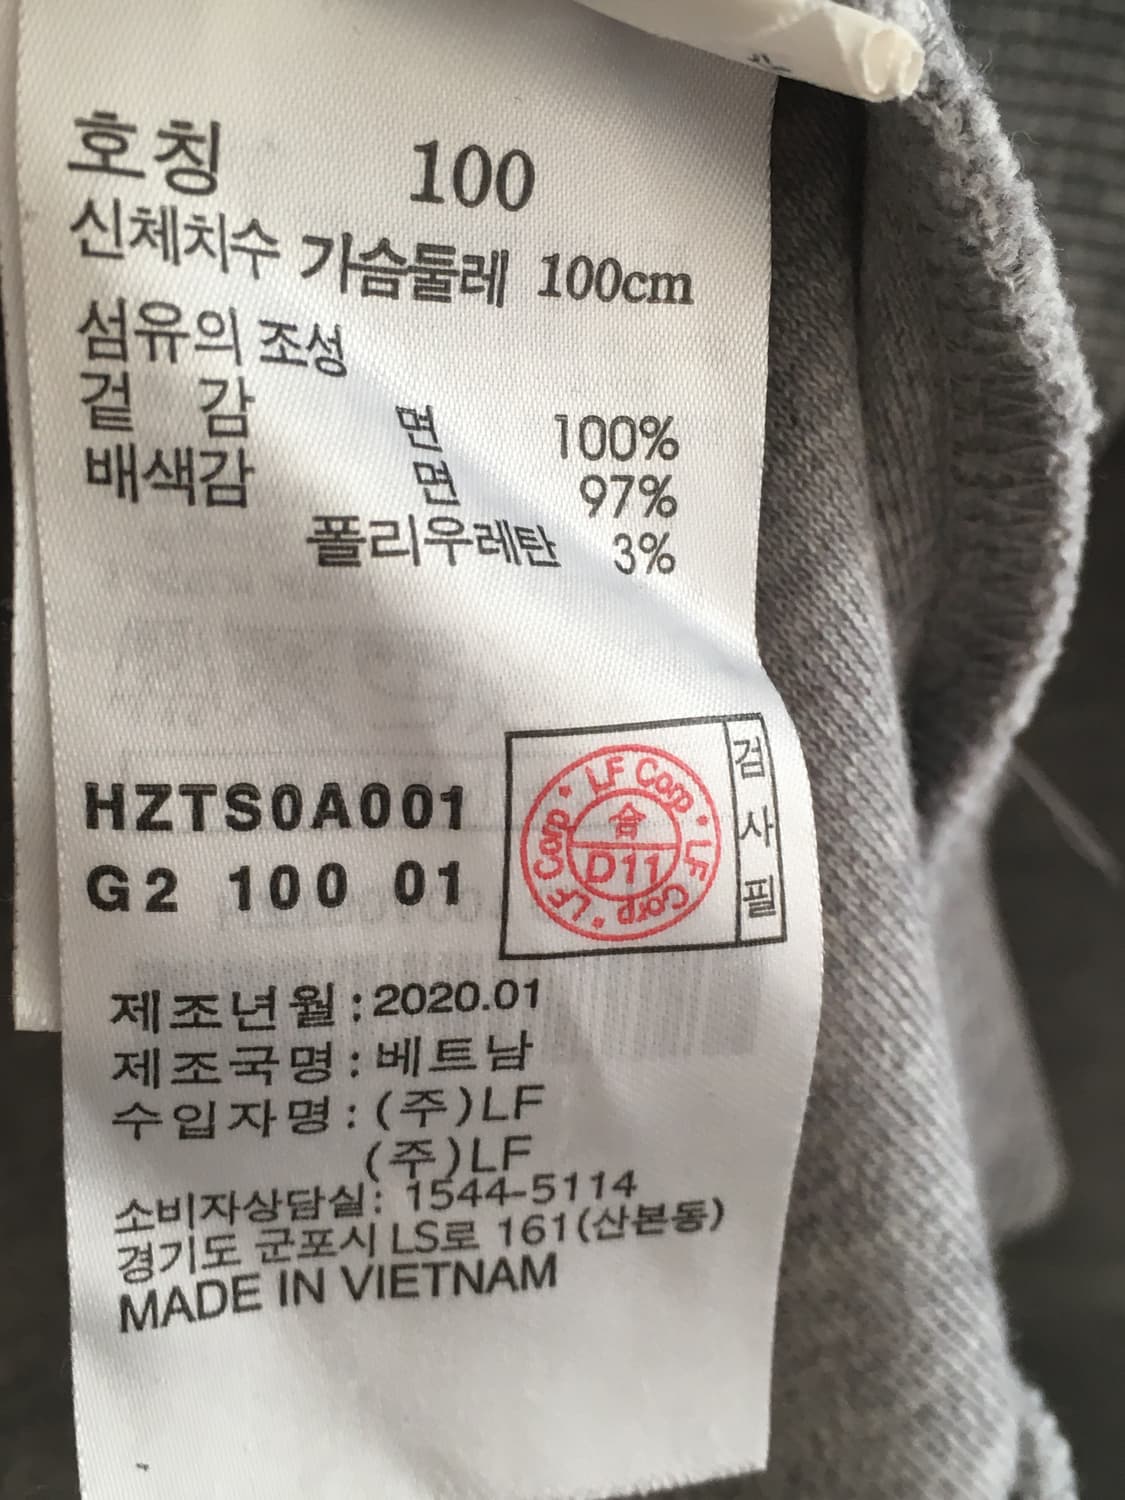 호칭 100
신체치수 가슴둘레 100cm
섬유의 조성
겉 감 면 100%
배색감 면 97%
폴리우레탄 3%
HZTS0A001
G2 100 01
LF Corp · LF Corp · LF Corp ·
合
D11
검사필
제조년월 : 2020.01
제조국명 : 베트남
수입자명 : (주)LF
(주)LF
소비자상담실: 1544-5114
경기도 군포시 LS로 161(산본동)
MADE IN VIETNAM